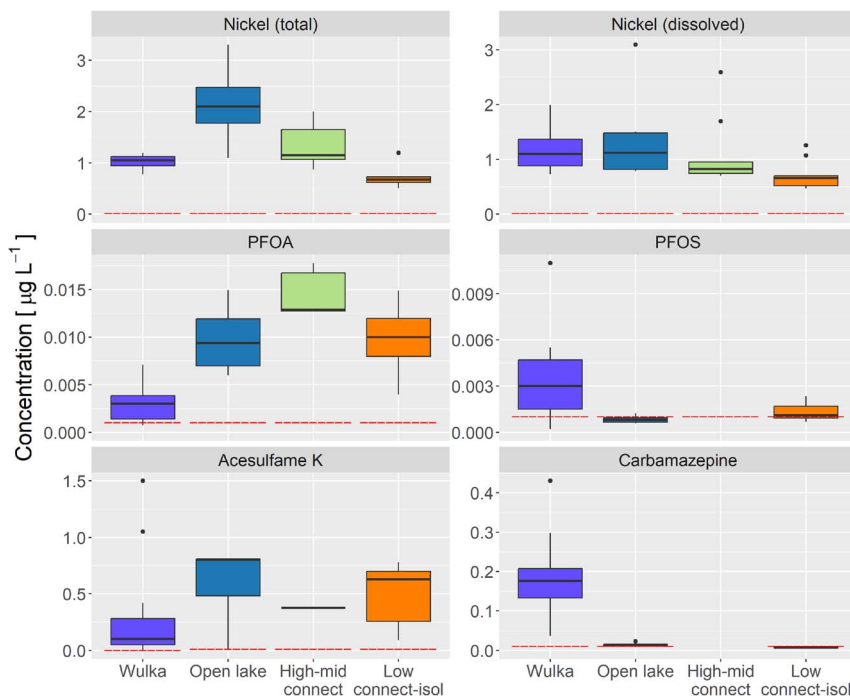 Nickel (total)
Nickel (dissolved)
3
2
1
0
3
2
1
0
PFOA
PFOS
0.015
0.010
0.005
0.000
0.009
0.006
0.003
0.000
Acesulfame K
Carbamazepine
1.5
1.0
0.5
0.0
0.4
0.3
0.2
0.1
0.0
Concentration [ μg L⁻¹ ]
Wulka
Open lake
High-mid
connect
Low
connect-isol
Wulka
Open lake
High-mid
connect
Low
connect-isol